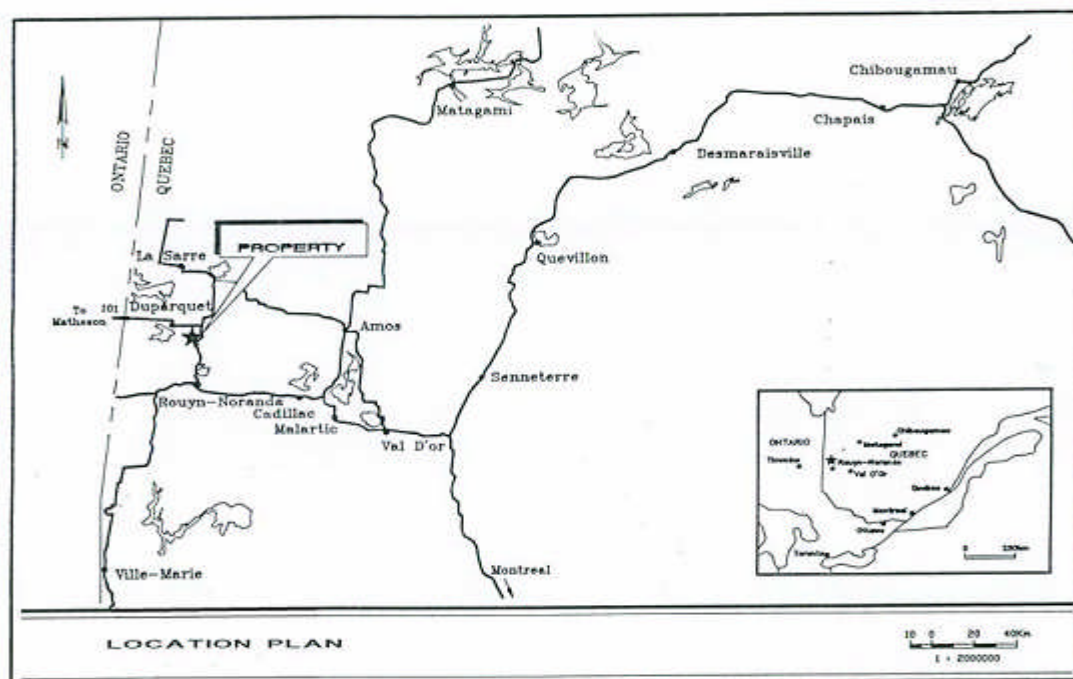 Chibougamau
Matagami
Chapais
Desmaraisville
ONTARIO
QUEBEC
PROPERTY
La Sarre
Quevillon
To 101 Duparquet
Matheson
Amos
Senneterre
Rouyn-Noranda
Cadillac
Malartic
Val D'or
Ville-Marie
Montreal
Chibougamau
ONTARIO
Matagami
QUEBEC
Timmins
Rouyn-Noranda
Val D'Or
Quebec
Montreal
Ottawa
Toronto
0
LOCATION PLAN
10 0 20 40Km
1 : 2000000